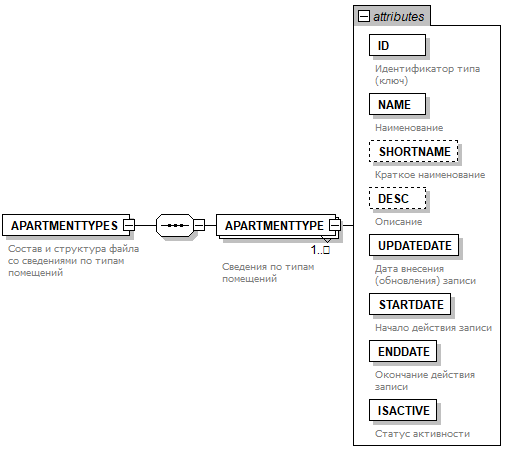 attributes
ID
Идентификатор типа
(ключ)
NAME
Наименование
SHORTNAME
Краткое наименование
DESC
Описание
APARTMENTTYPES
Состав и структура файла
со сведениями по типам
помещений
APARTMENTTYPE
1..
Сведения по типам
помещений
UPDATEDATE
Дата внесения
(обновления) записи
STARTDATE
Начало действия записи
ENDDATE
Окончание действия
записи
ISACTIVE
Статус активности